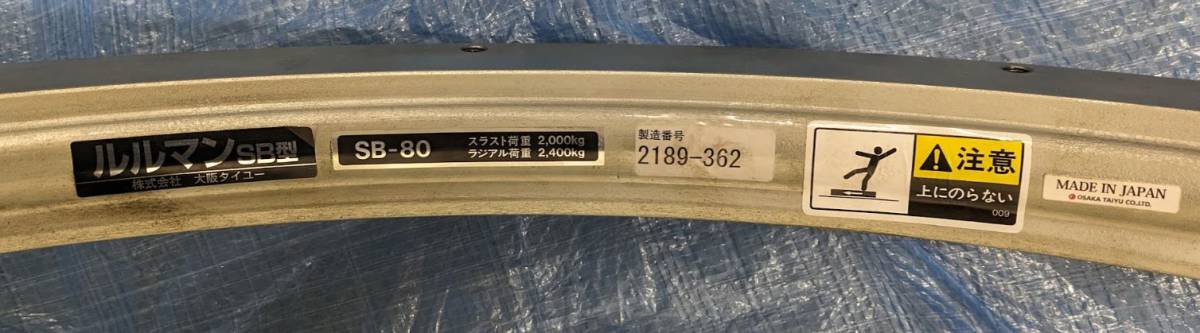 ルルマンSB型
株式会社 大阪タイユー
SB-80
スラスト荷重 2,000kg
ラジアル荷重 2,400kg
製造番号
2189-362
注意
上にのらない
009
MADE IN JAPAN
OSAKA TAIYU CO.,LTD.